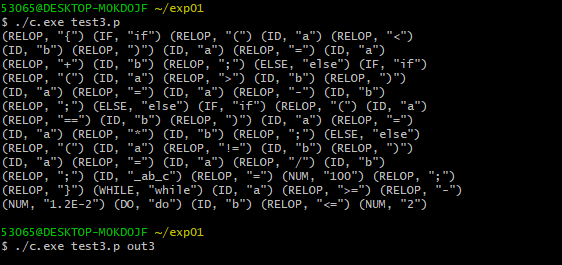 53065@DESKTOP-MOKDOJF ~/exp01
$ ./c.exe test3.p
(RELOP, "{") (IF, "if") (RELOP, "(") (ID, "a") (RELOP, "<")
(ID, "b") (RELOP, ")") (ID, "a") (RELOP, "=") (ID, "a")
(RELOP, "+") (ID, "b") (RELOP, ";") (ELSE, "else") (IF, "if")
(RELOP, "(") (ID, "a") (RELOP, ">") (ID, "b") (RELOP, ")")
(ID, "a") (RELOP, "=") (ID, "a") (RELOP, "-") (ID, "b")
(RELOP, ";") (ELSE, "else") (IF, "if") (RELOP, "(") (ID, "a")
(RELOP, "==") (ID, "b") (RELOP, ")") (ID, "a") (RELOP, "=")
(ID, "a") (RELOP, "*") (ID, "b") (RELOP, ";") (ELSE, "else")
(RELOP, "(") (ID, "a") (RELOP, "!=") (ID, "b") (RELOP, ")")
(ID, "a") (RELOP, "=") (ID, "a") (RELOP, "/") (ID, "b")
(RELOP, ";") (ID, "_ab_c") (RELOP, "=") (NUM, "100") (RELOP, ";")
(RELOP, "}") (WHILE, "while") (ID, "a") (RELOP, ">=") (RELOP, "-")
(NUM, "1.2E-2") (DO, "do") (ID, "b") (RELOP, "<=") (NUM, "2")
53065@DESKTOP-MOKDOJF ~/exp01
$ ./c.exe test3.p out3